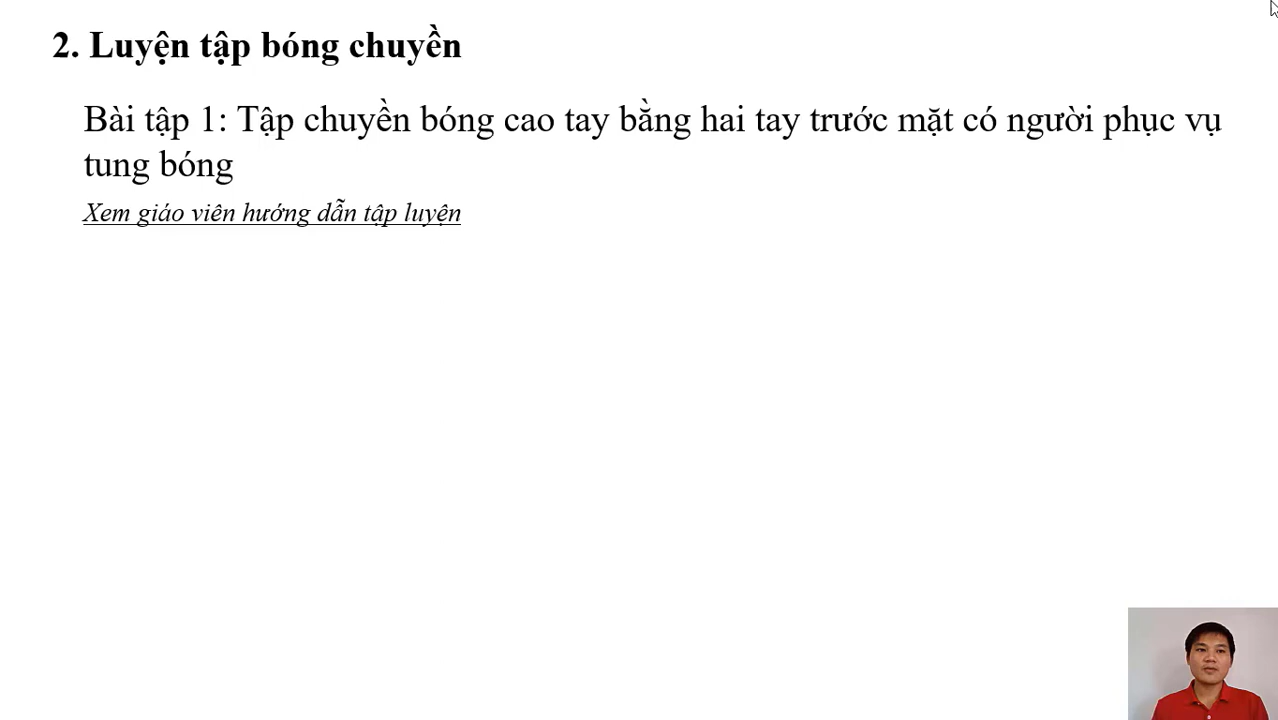 2. Luyện tập bóng chuyền
Bài tập 1: Tập chuyền bóng cao tay bằng hai tay trước mặt có người phục vụ
tung bóng
Xem giáo viên hướng dẫn tập luyện